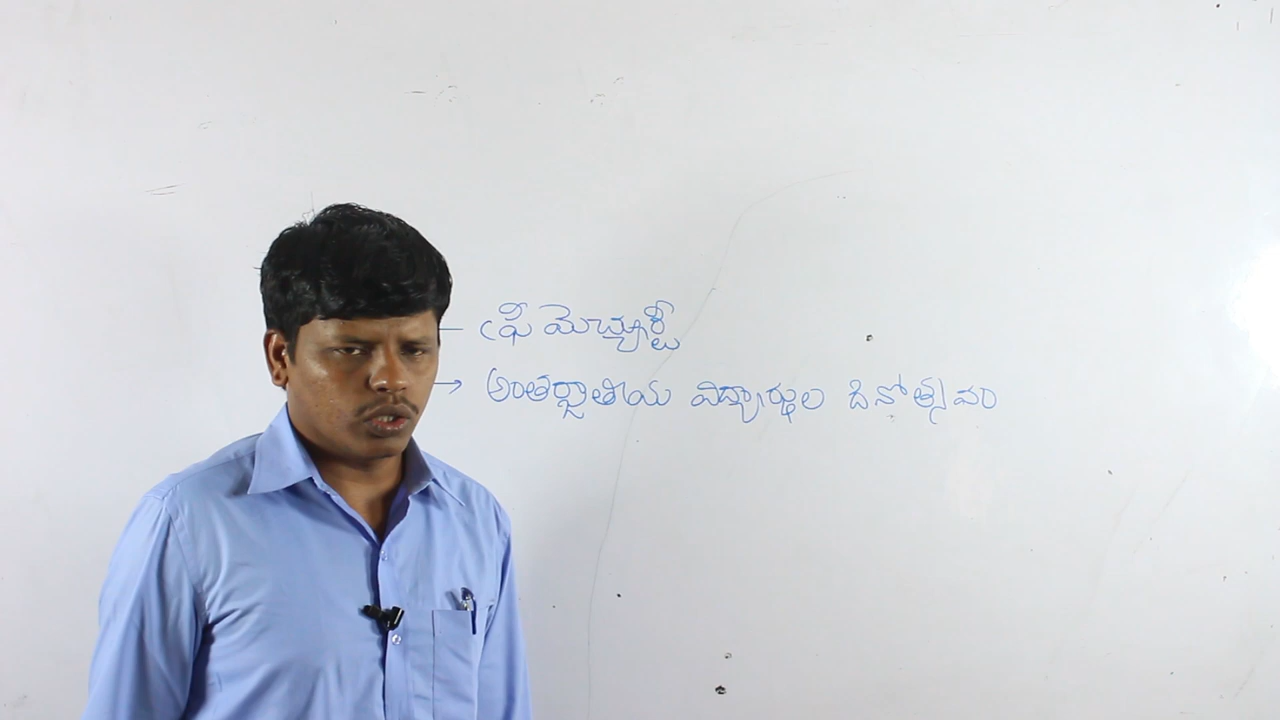 — ప్రీ మెచ్యూర్టీ
→ అంతర్జాతీయ విద్యార్థుల దినోత్సవం